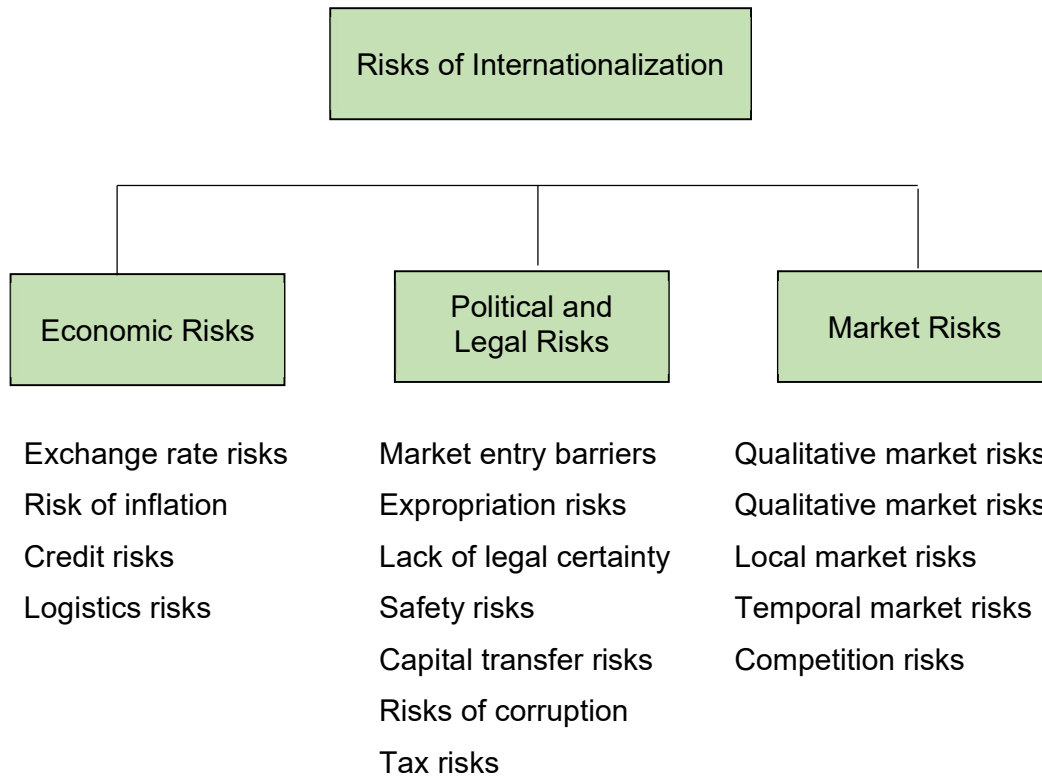 Risks of Internationalization
Economic Risks
Political and
Legal Risks
Market Risks
Exchange rate risks
Risk of inflation
Credit risks
Logistics risks
Market entry barriers
Expropriation risks
Lack of legal certainty
Safety risks
Capital transfer risks
Risks of corruption
Tax risks
Qualitative market risks
Qualitative market risks
Local market risks
Temporal market risks
Competition risks